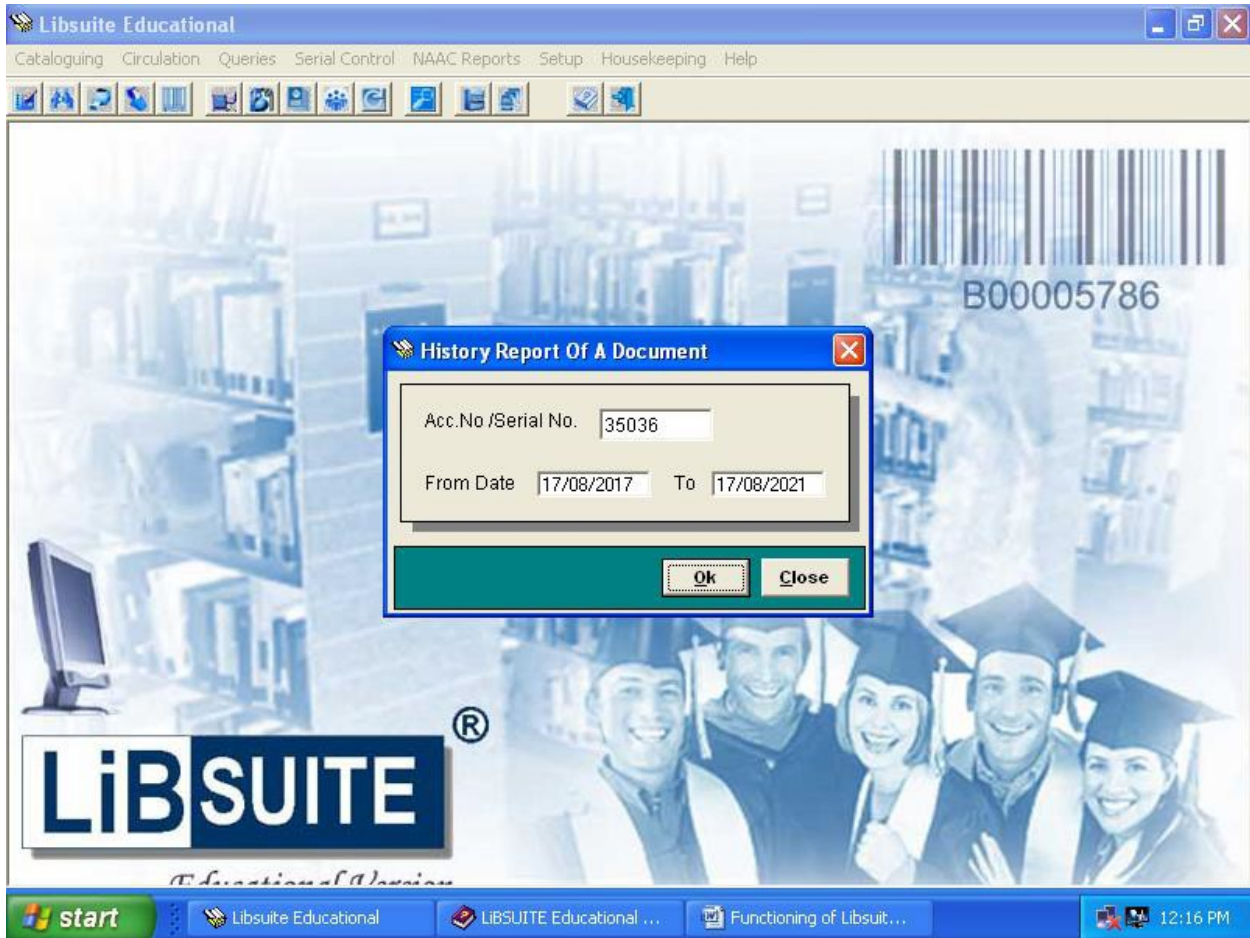 Libsuite Educational
Cataloguing Circulation Queries Serial Control NAAC Reports Setup Housekeeping Help
B00005786
History Report Of A Document
Acc.No /Serial No. 35036
From Date 17/08/2017 To 17/08/2021
Ok Close
LiBSUITE ®
Educational Version
start Libsuite Educational LiBSUITE Educational ... Functioning of Libsuit... 12:16 PM